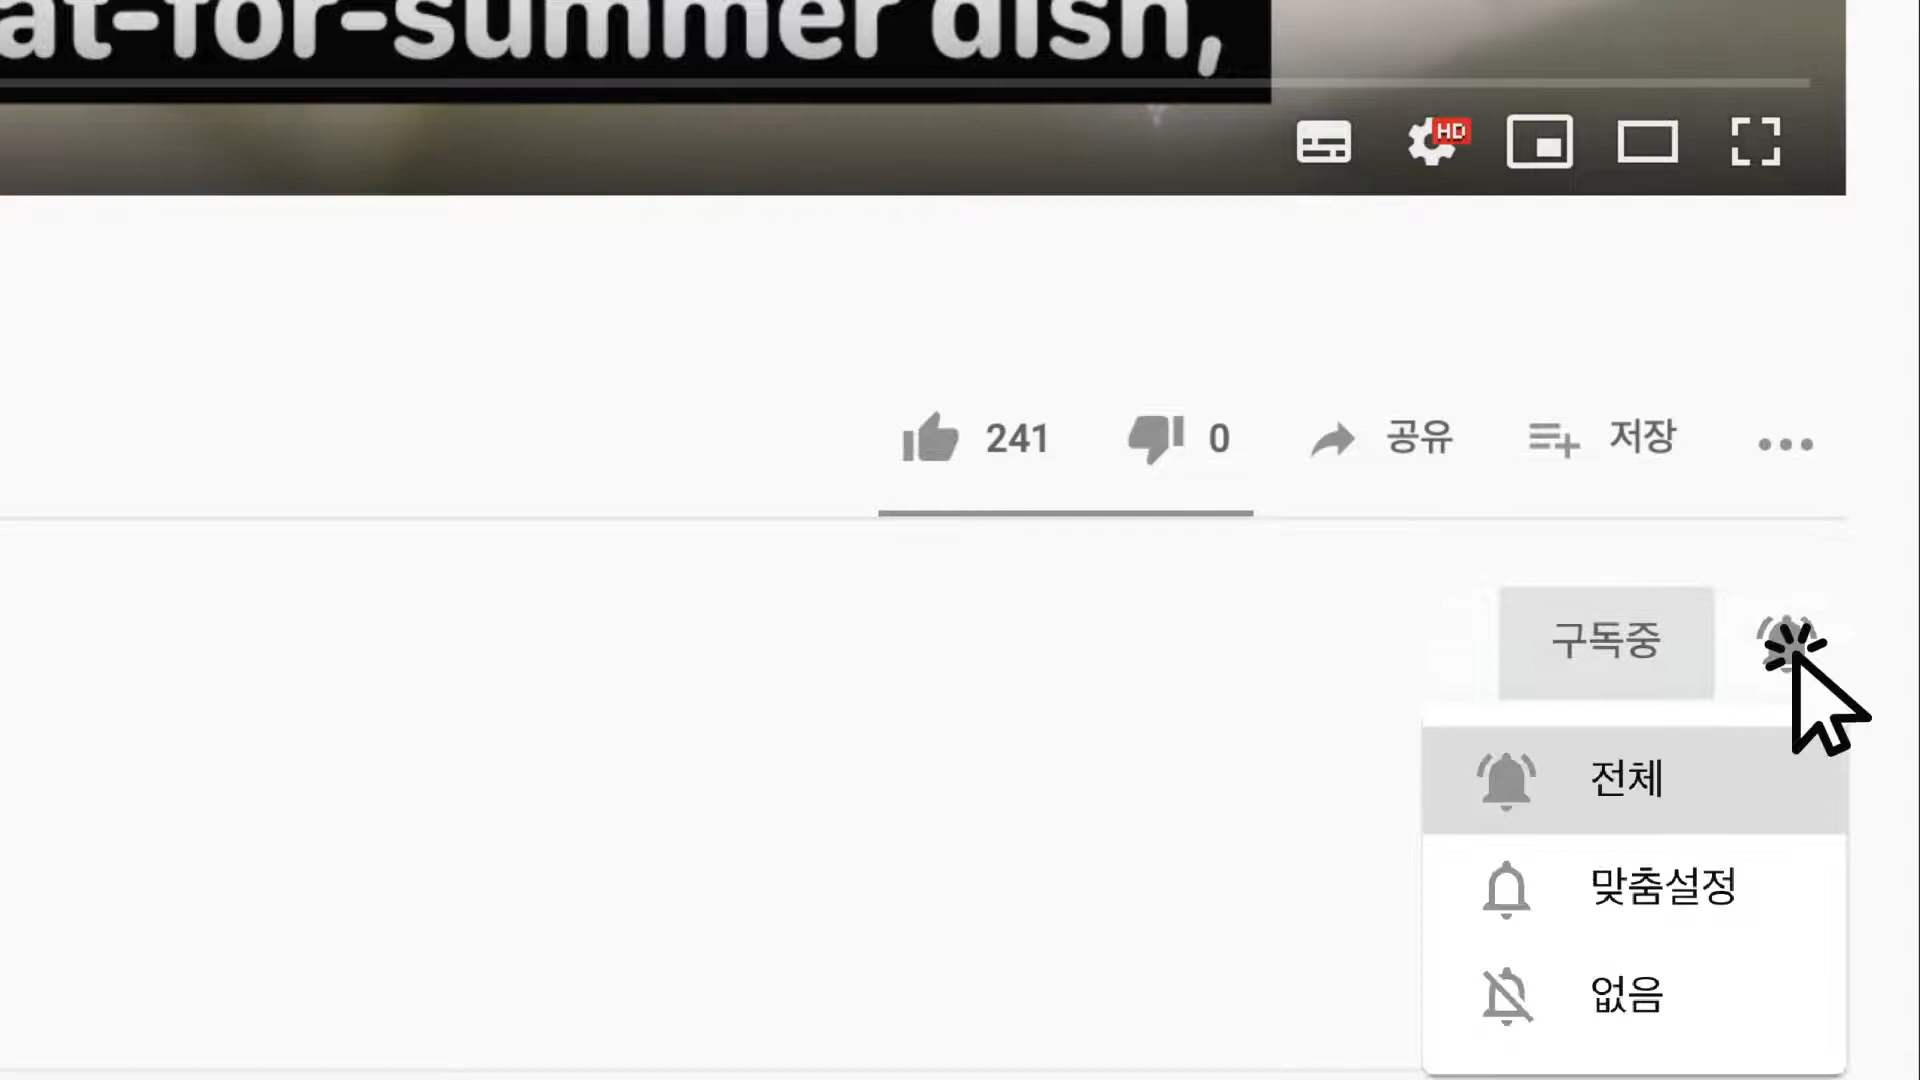 at-for-summer dish,
HD
241 0 공유 저장
구독중
전체
맞춤설정
없음